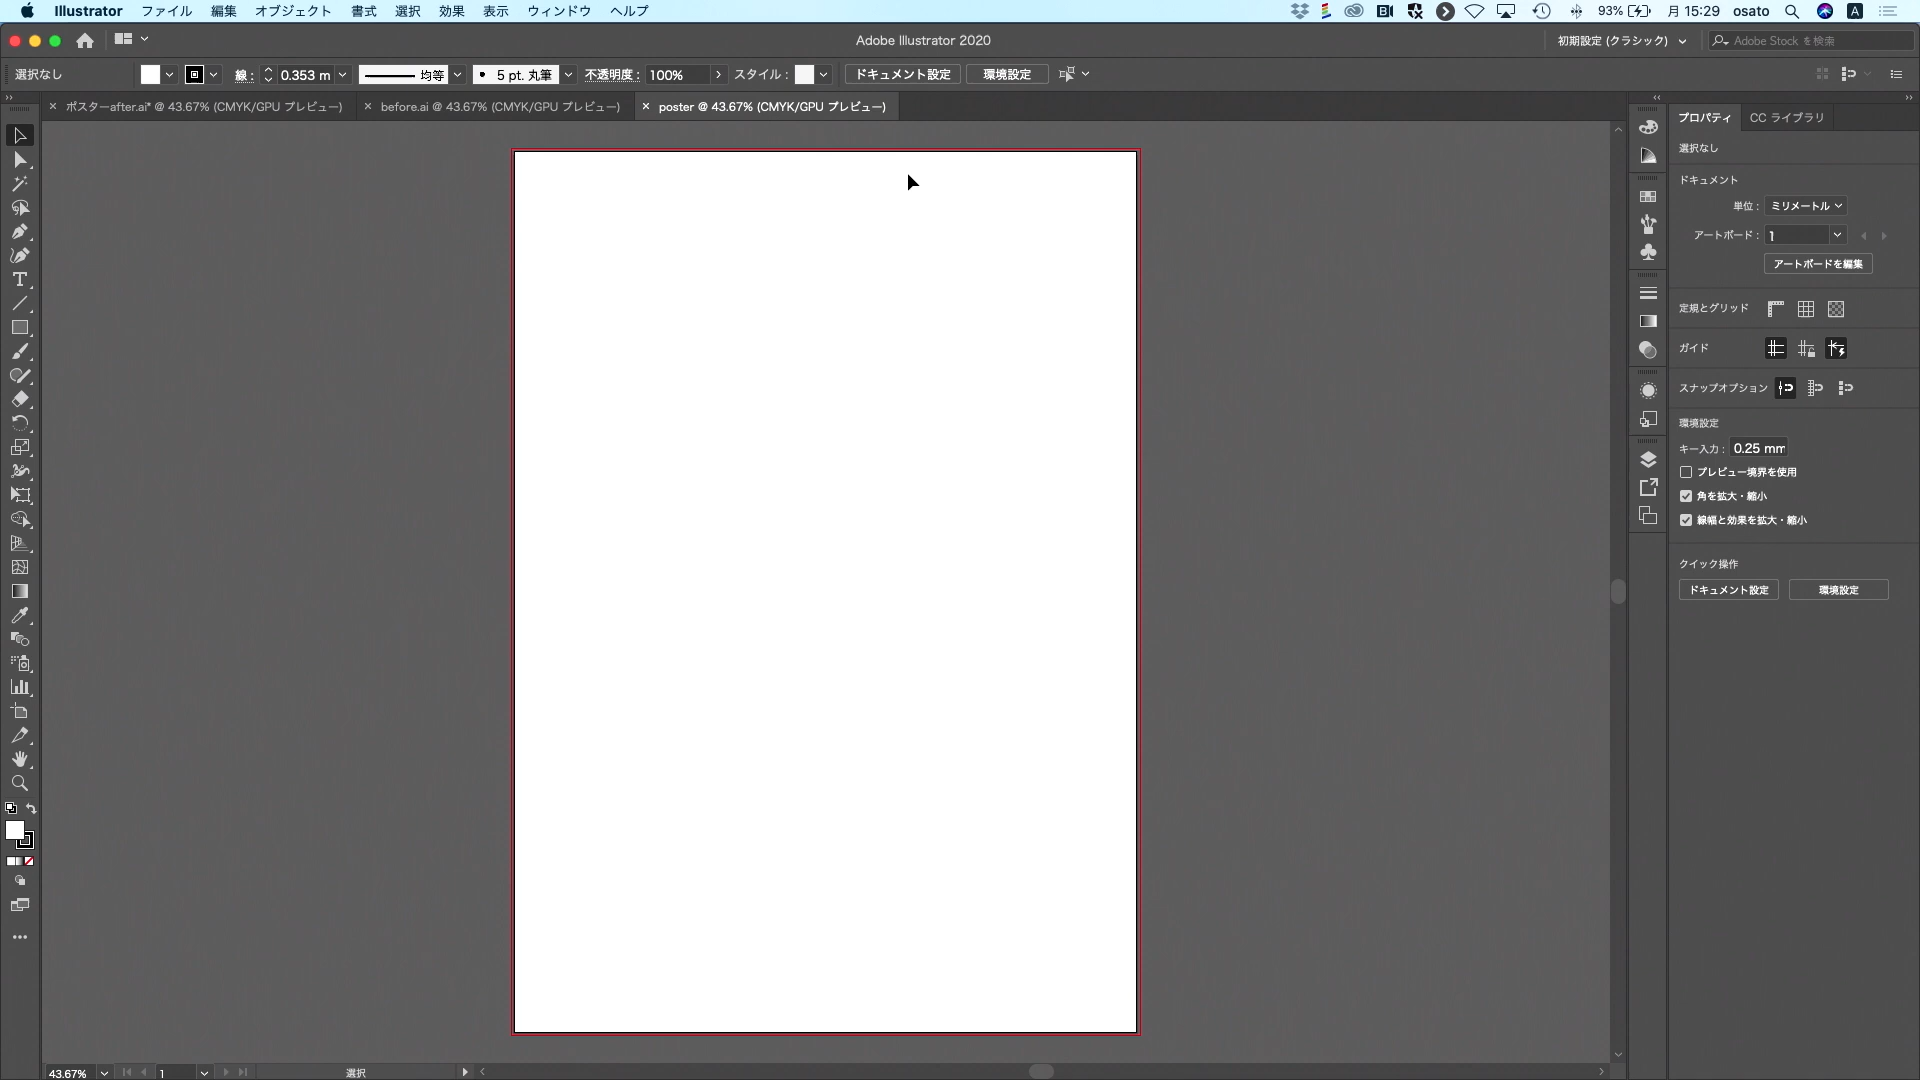 Illustrator ファイル 編集 オブジェクト 書式 選択 効果 表示 ウィンドウ ヘルプ 93% 月 15:29 osato A
Adobe Illustrator 2020 初期設定 (クラシック) Adobe Stock を検索
選択なし 線 : 0.353 m 均等 5 pt. 丸筆 不透明度 : 100% スタイル : ドキュメント設定 環境設定
ポスターafter.ai* @ 43.67% (CMYK/GPU プレビュー) before.ai @ 43.67% (CMYK/GPU プレビュー) poster @ 43.67% (CMYK/GPU プレビュー)
プロパティ CC ライブラリ
選択なし
ドキュメント
単位 : ミリメートル
アートボード : 1
アートボードを編集
定規とグリッド
ガイド
スナップオプション
環境設定
キー入力 : 0.25 mm
プレビュー境界を使用
角を拡大・縮小
線幅と効果を拡大・縮小
クイック操作
ドキュメント設定 環境設定
43.67% 1 選択